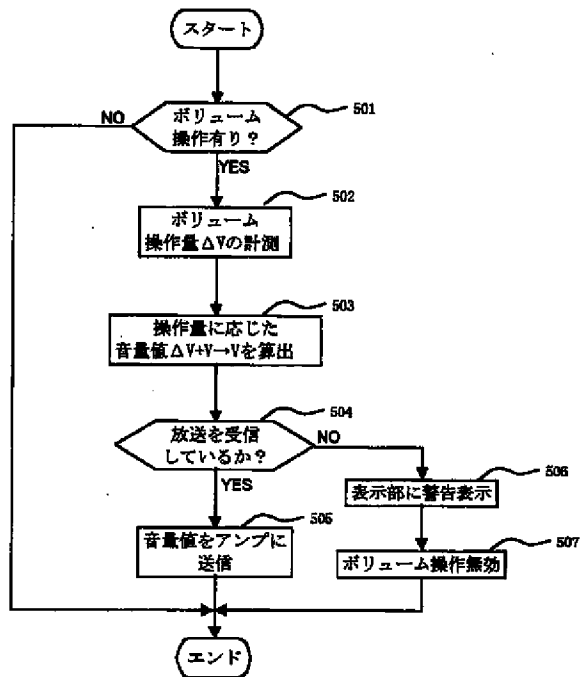 スタート
ボリューム
操作有り？
501
NO
YES
ボリューム
操作量ΔVの計測
502
操作量に応じた
音量値ΔV+V→Vを算出
503
放送を受信
しているか？
504
NO
YES
表示部に警告表示
506
音量値をアンプに
送信
505
ボリューム操作無効
507
エンド